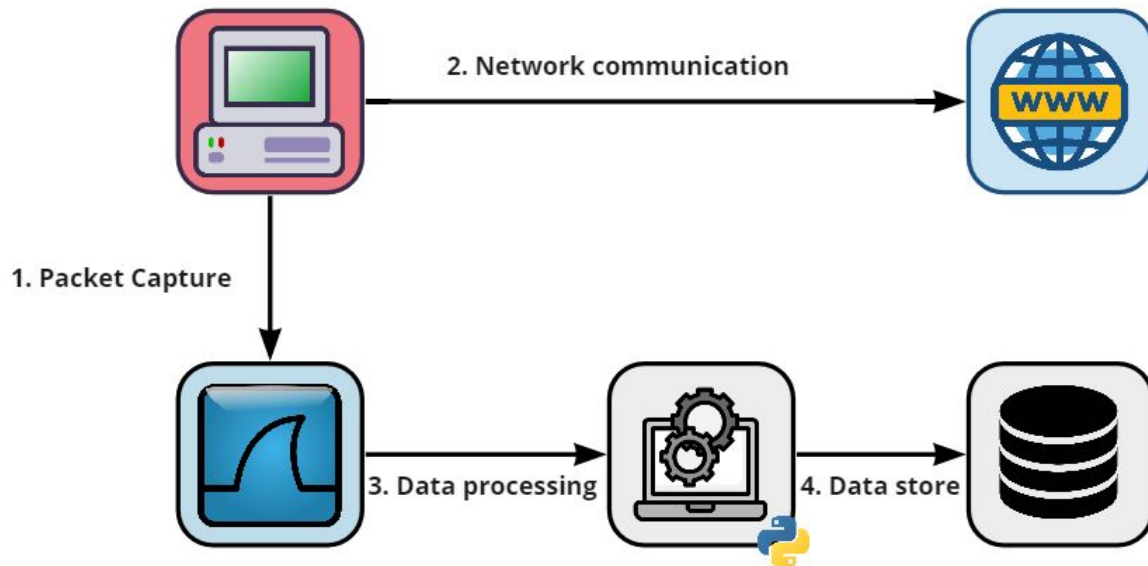 2. Network communication
WWW
1. Packet Capture
3. Data processing
4. Data store